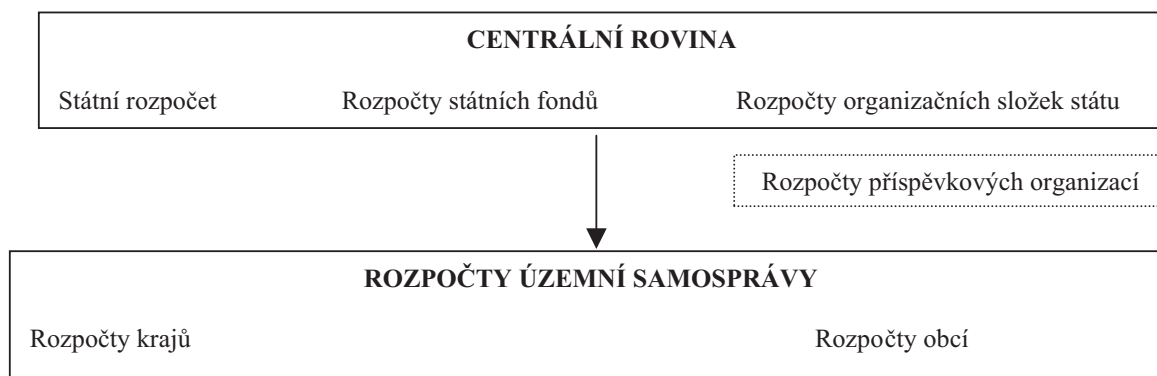 CENTRÁLNÍ ROVINA
Státní rozpočet Rozpočty státních fondů Rozpočty organizačních složek státu
Rozpočty příspěvkových organizací
ROZPOČTY ÚZEMNÍ SAMOSPRÁVY
Rozpočty krajů Rozpočty obcí